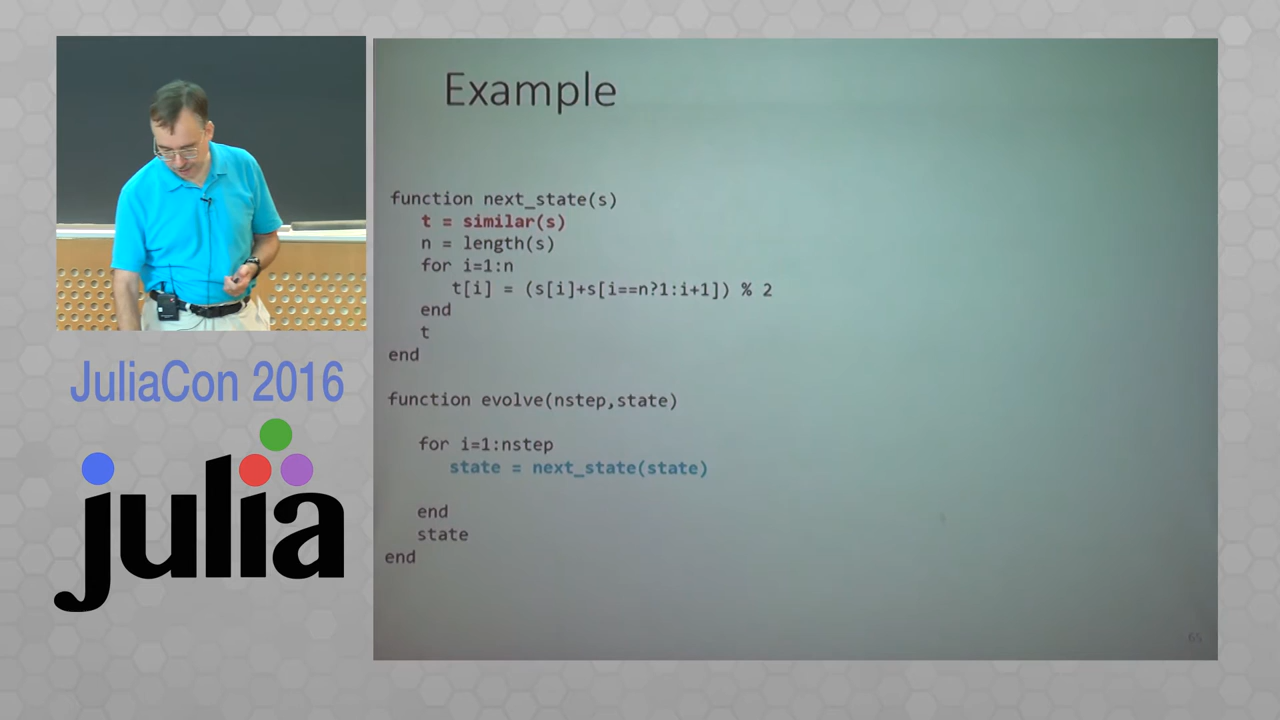 Example
function next_state(s)
t = similar(s)
n = length(s)
for i=1:n
t[i] = (s[i]+s[i==n?1:i+1]) % 2
end
t
end
function evolve(nstep,state)
for i=1:nstep
state = next_state(state)
end
state
end
65
JuliaCon 2016
julia